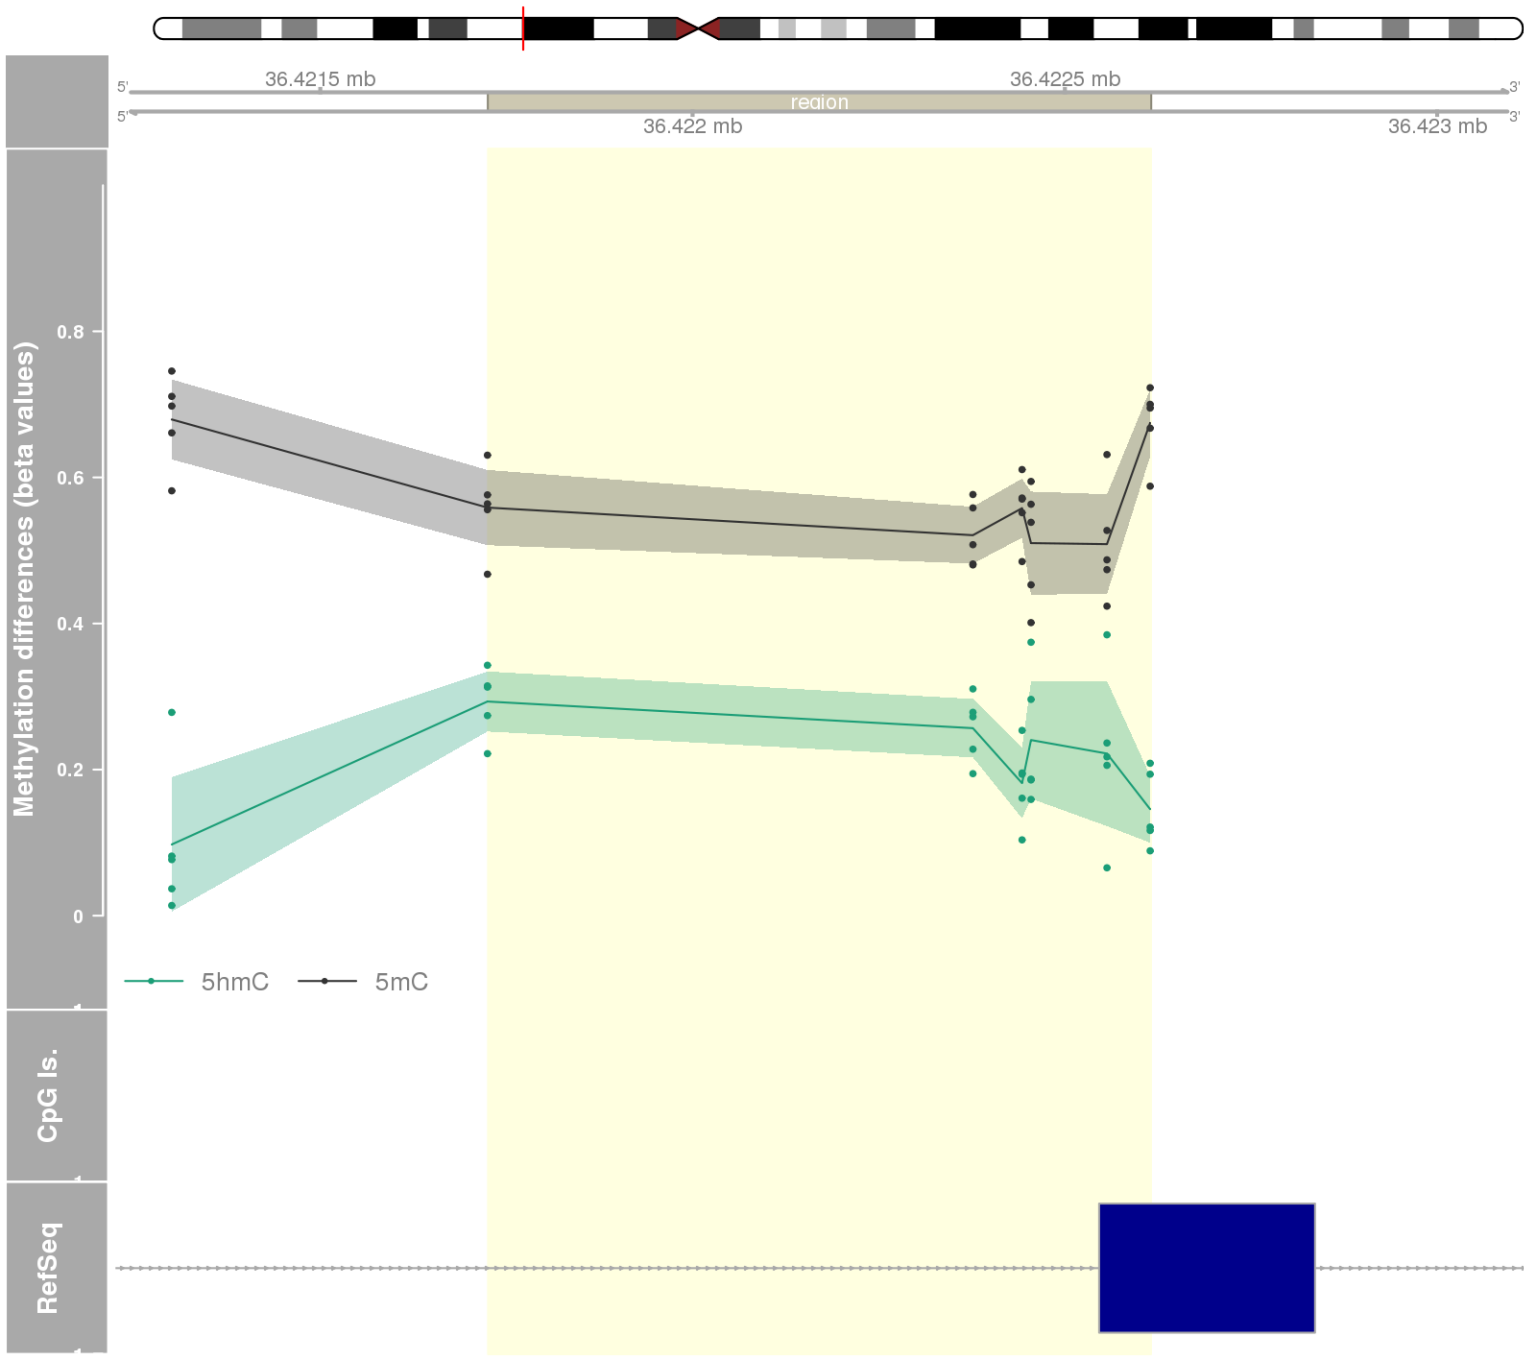 36.4215 mb
36.4225 mb
5'
3'
region
5'
3'
36.422 mb
36.423 mb
Methylation differences (beta values)
0.8
0.6
0.4
0.2
0
5hmC
5mC
CpG Is.
RefSeq